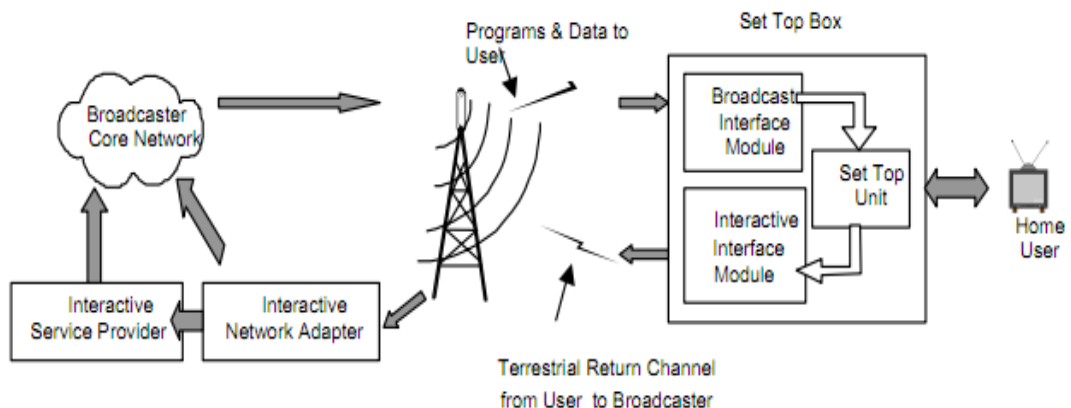 Set Top Box
Programs & Data to
User
Broadcaster
Core Network
Broadcast
Interface
Module
Set Top
Unit
Interactive
Interface
Module
Home
User
Interactive
Service Provider
Interactive
Network Adapter
Terrestrial Return Channel
from User to Broadcaster